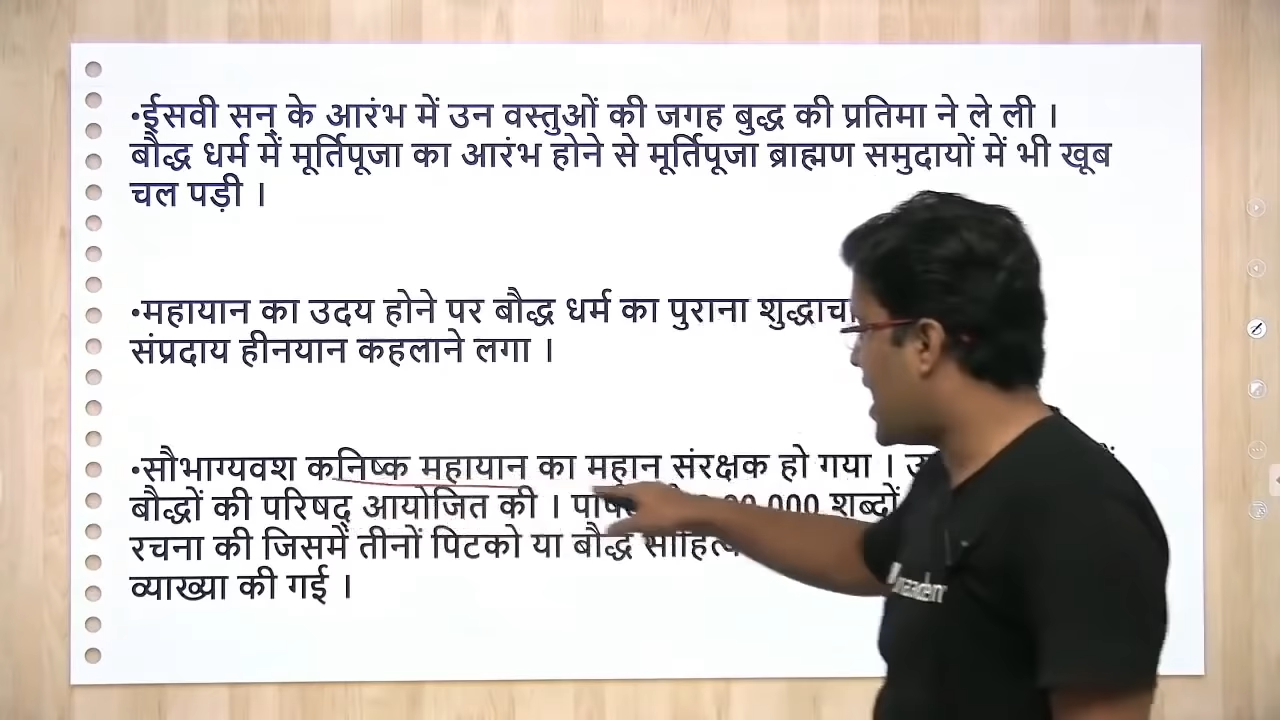 •ईसवी सन् के आरंभ में उन वस्तुओं की जगह बुद्ध की प्रतिमा ने ले ली ।
बौद्ध धर्म में मूर्तिपूजा का आरंभ होने से मूर्तिपूजा ब्राह्मण समुदायों में भी खूब
चल पड़ी ।
•महायान का उदय होने पर बौद्ध धर्म का पुराना
संप्रदाय हीनयान कहलाने लगा ।
•सौभाग्यवश कनिष्क महायान का महान संरक्षक हो गया ।
बौद्धों की परिषद् आयोजित की । शब्दों
रचना की जिसमें तीनों पिटको या बौद्ध
व्याख्या की गई ।